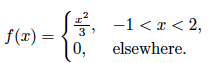 f(x) = { x²/3, −1 < x < 2,
0, elsewhere.